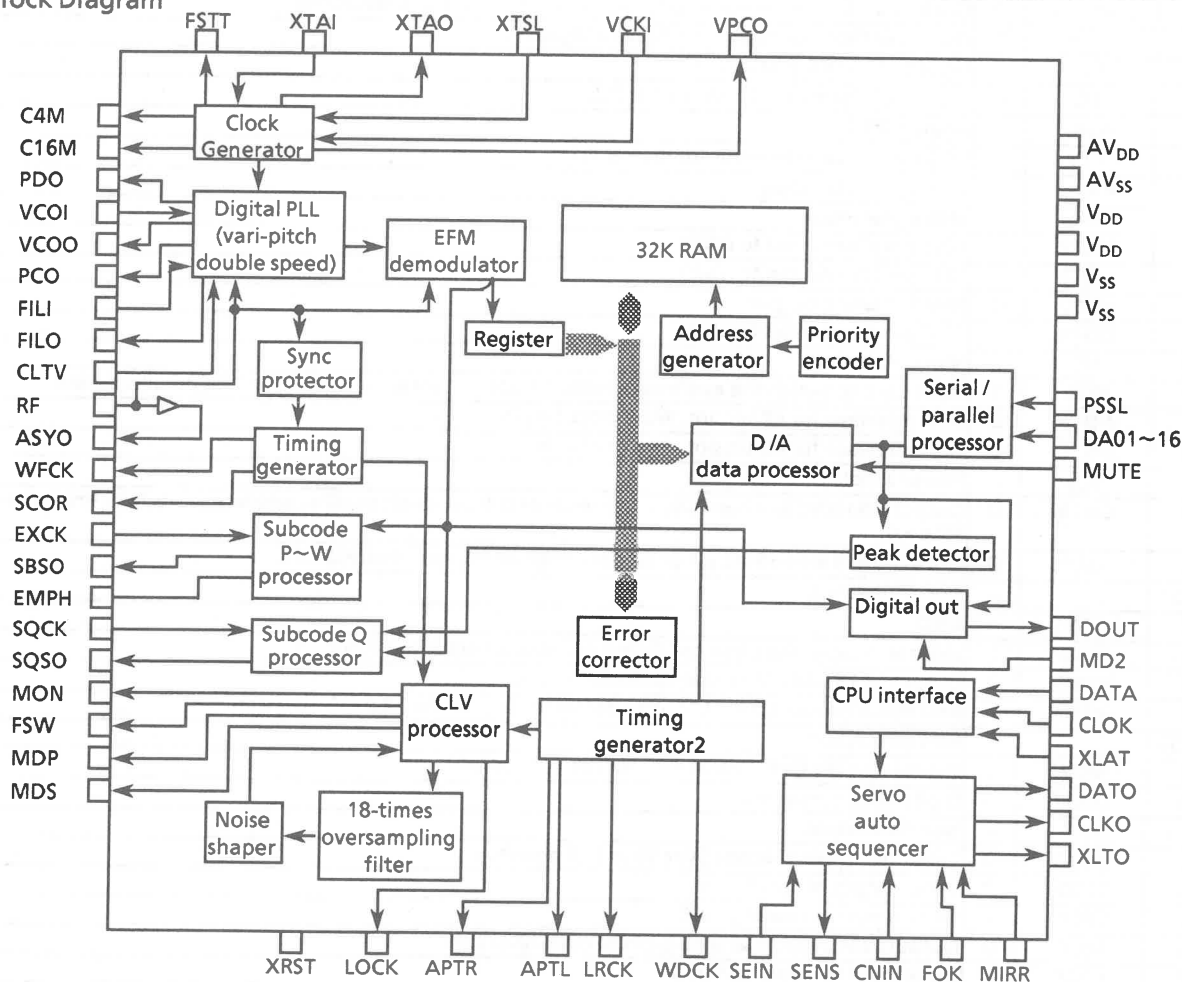 lock Diagram
FSTT XTAI XTAO XTSL VCKI VPCO
C4M
C16M
PDO
VCOI
VCOO
PCO
FILI
FILO
CLTV
RF
ASYO
WFCK
SCOR
EXCK
SBSO
EMPH
SQCK
SQSO
MON
FSW
MDP
MDS
Clock
Generator
Digital PLL
(vari-pitch
double speed)
EFM
demodulator
Register
Sync
protector
Timing
generator
Subcode
P~W
processor
Subcode Q
processor
CLV
processor
Noise
shaper
18-times
oversampling
filter
32K RAM
Address
generator
Priority
encoder
Serial /
parallel
processor
D /A
data processor
Peak detector
Digital out
Error
corrector
Timing
generator2
CPU interface
Servo
auto
sequencer
AVDD
AVSS
VDD
VDD
VSS
VSS
PSSL
DA01~16
MUTE
DOUT
MD2
DATA
CLOK
XLAT
DATO
CLKO
XLTO
XRST LOCK APTR APTL LRCK WDCK SEIN SENS CNIN FOK MIRR